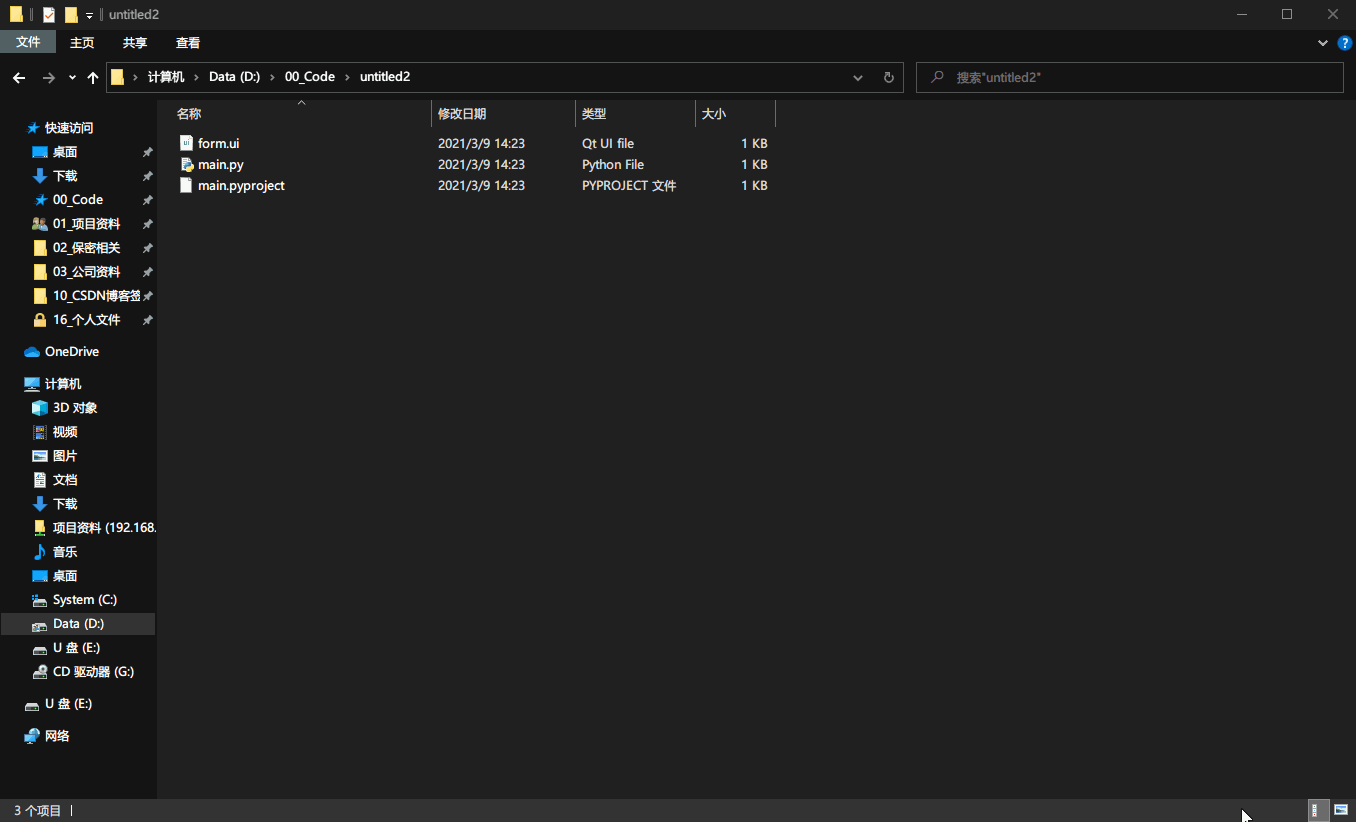 untitled2
文件 主页 共享 查看
计算机 Data (D:) 00_Code untitled2
搜索"untitled2"
名称 修改日期 类型 大小
form.ui 2021/3/9 14:23 Qt UI file 1 KB
main.py 2021/3/9 14:23 Python File 1 KB
main.pyproject 2021/3/9 14:23 PYPROJECT 文件 1 KB
快速访问
桌面
下载
00_Code
01_项目资料
02_保密相关
03_公司资料
10_CSDN博客签
16_个人文件
OneDrive
计算机
3D 对象
视频
图片
文档
下载
项目资料 (192.168.
音乐
桌面
System (C:)
Data (D:)
U 盘 (E:)
CD 驱动器 (G:)
U 盘 (E:)
网络
3 个项目